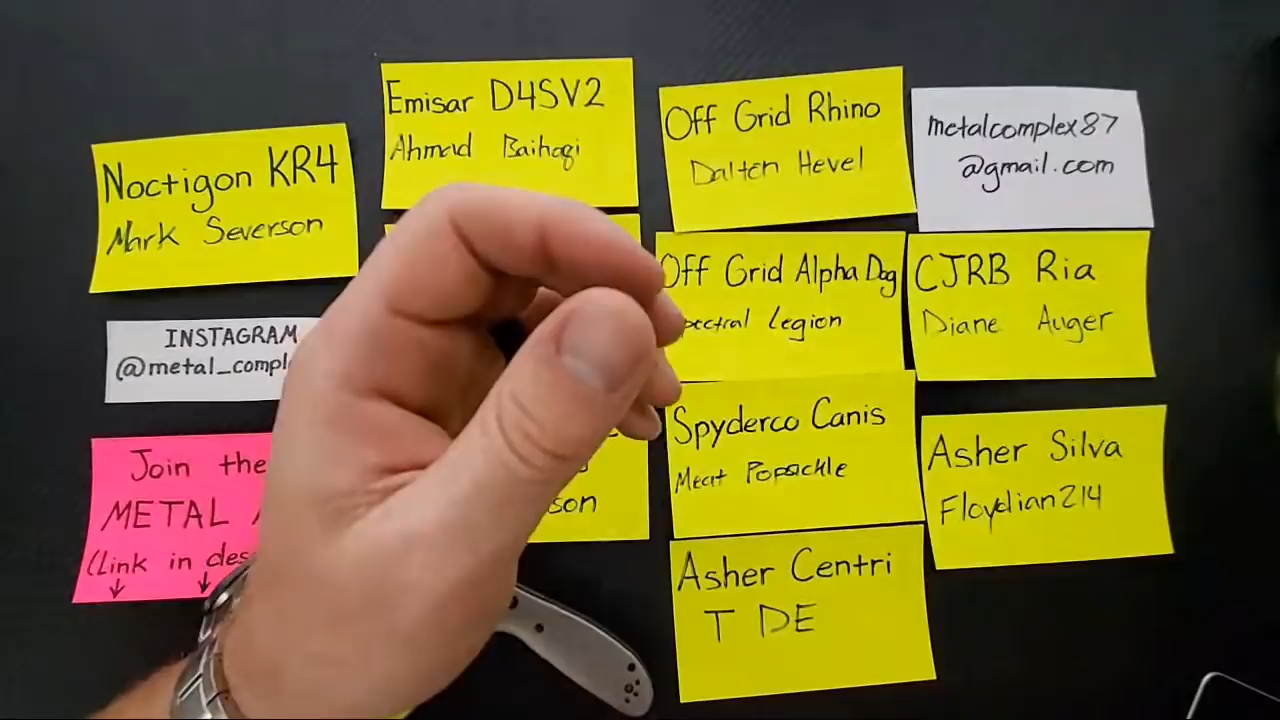 Noctigon KR4
Mark Severson
INSTAGRAM
@metal_compl
Join the
METAL
(Link in des
Emisar D4SV2
Ahmad Baihaqi
son
Off Grid Rhino
Dalten Hevel
Off Grid Alpha Dog
pectral Legion
Spyderco Canis
Meat Popsickle
Asher Centri
T DE
metalcomplex87
@gmail.com
CJRB Ria
Diane Auger
Asher Silva
Floydian214